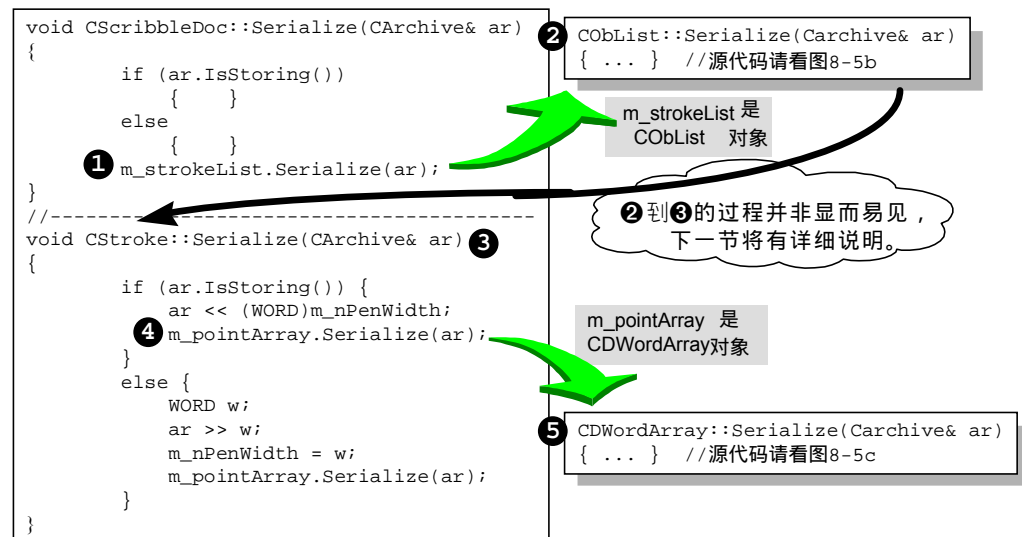 void CScribbleDoc::Serialize(CArchive& ar)
{
if (ar.IsStoring())
{ }
else
{ }
❶ m_strokeList.Serialize(ar);
}
//-----------------------------------------
void CStroke::Serialize(CArchive& ar) ❸
{
if (ar.IsStoring()) {
ar << (WORD)m_nPenWidth;
❹ m_pointArray.Serialize(ar);
}
else {
WORD w;
ar >> w;
m_nPenWidth = w;
m_pointArray.Serialize(ar);
}
}
❷ CObList::Serialize(Carchive& ar)
{ ... } //源代码请看图8-5b
m_strokeList 是
CObList 对象
❷到❸的过程并非显而易见，
下一节将有详细说明。
m_pointArray 是
CDWordArray对象
❺ CDWordArray::Serialize(Carchive& ar)
{ ... } //源代码请看图8-5c